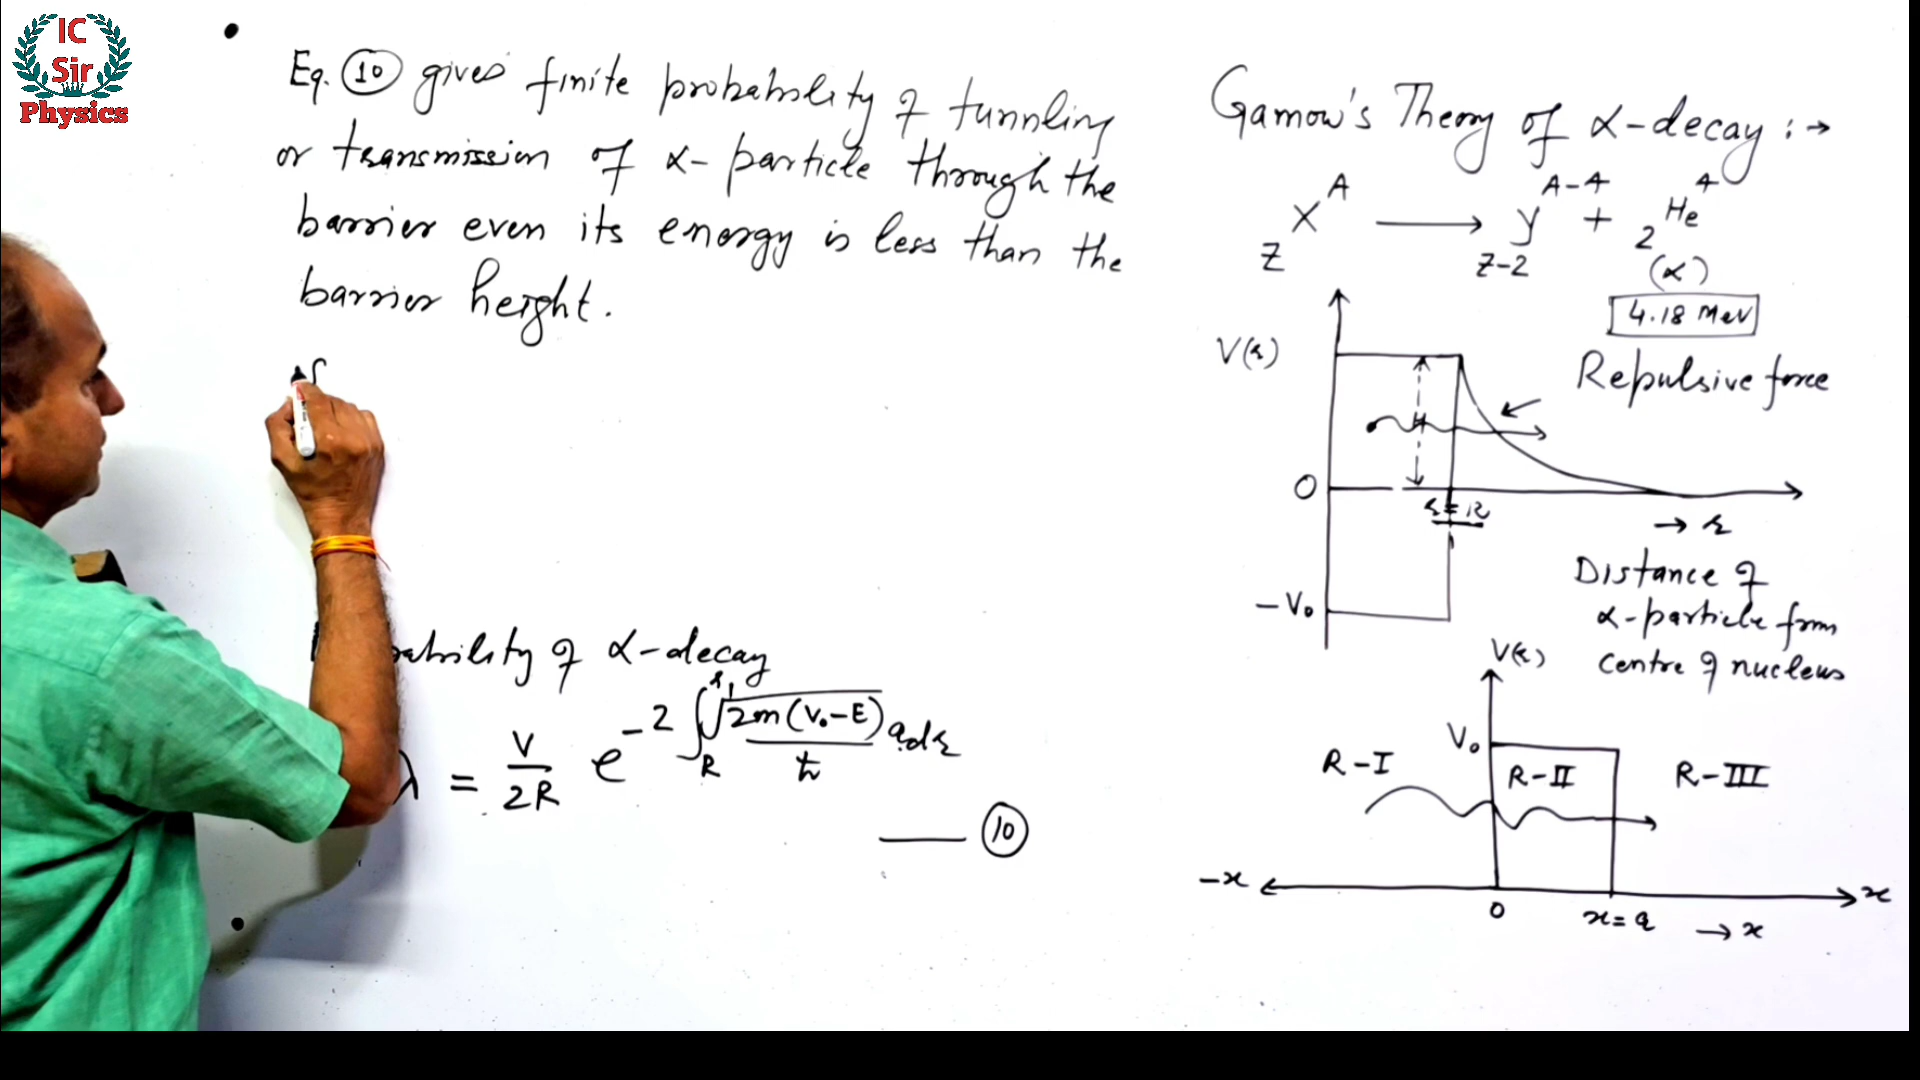 IC
Sir
Physics
Eq. ⑩ gives finite probability of tunnling
or transmission of α-particle through the
barrier even its energy is less than the
barrier height.
ability of α-decay
λ = V/2R e^{-2 ∫_R^{r₁} √2m(V₀-E)/ħ a dr}
—— ⑩
Gamow's Theory of α-decay :→
_Z X^A ⟶ _{Z-2} y^{A-4} + _2 He^4
(α)
4.18 MeV
V(r)
Repulsive force
H
0
r=R
→ r
-V₀
Distance of
α-particle from
centre of nucleus
V(r)
V₀
R-I
R-II
R-III
-x
x
0
x=a
→ x